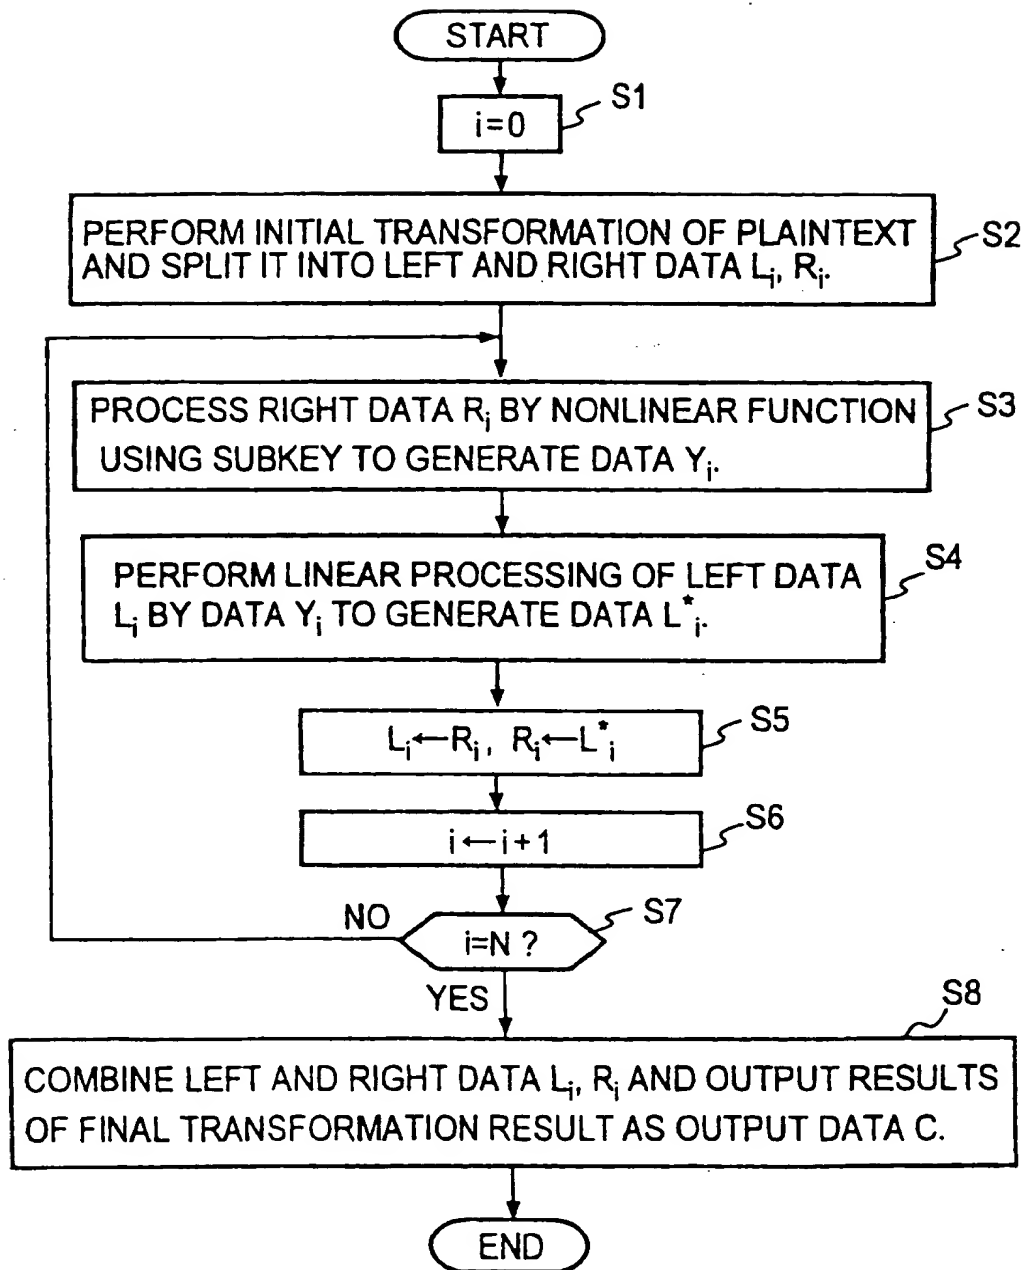 START
i=0
S1
PERFORM INITIAL TRANSFORMATION OF PLAINTEXT
AND SPLIT IT INTO LEFT AND RIGHT DATA Li, Ri.
S2
PROCESS RIGHT DATA Ri BY NONLINEAR FUNCTION
USING SUBKEY TO GENERATE DATA Yi.
S3
PERFORM LINEAR PROCESSING OF LEFT DATA
Li BY DATA Yi TO GENERATE DATA L*i.
S4
Li←Ri, Ri←L*i
S5
i←i+1
S6
NO
i=N ?
S7
YES
S8
COMBINE LEFT AND RIGHT DATA Li, Ri AND OUTPUT RESULTS
OF FINAL TRANSFORMATION RESULT AS OUTPUT DATA C.
END